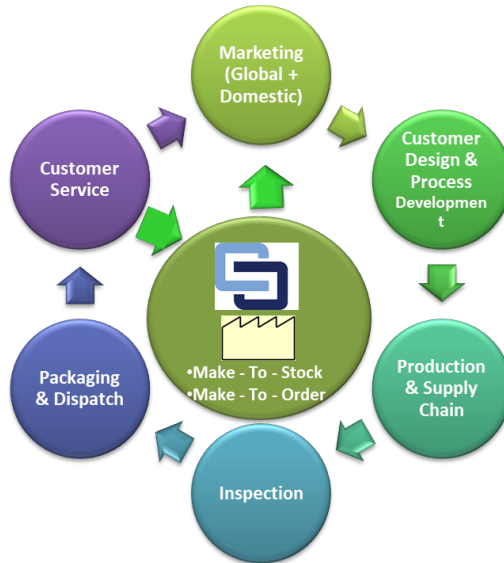 Marketing
(Global +
Domestic)
Customer
Design &
Process
Developmen
t
Production
& Supply
Chain
Inspection
Packaging
& Dispatch
Customer
Service
•Make - To - Stock
•Make - To - Order